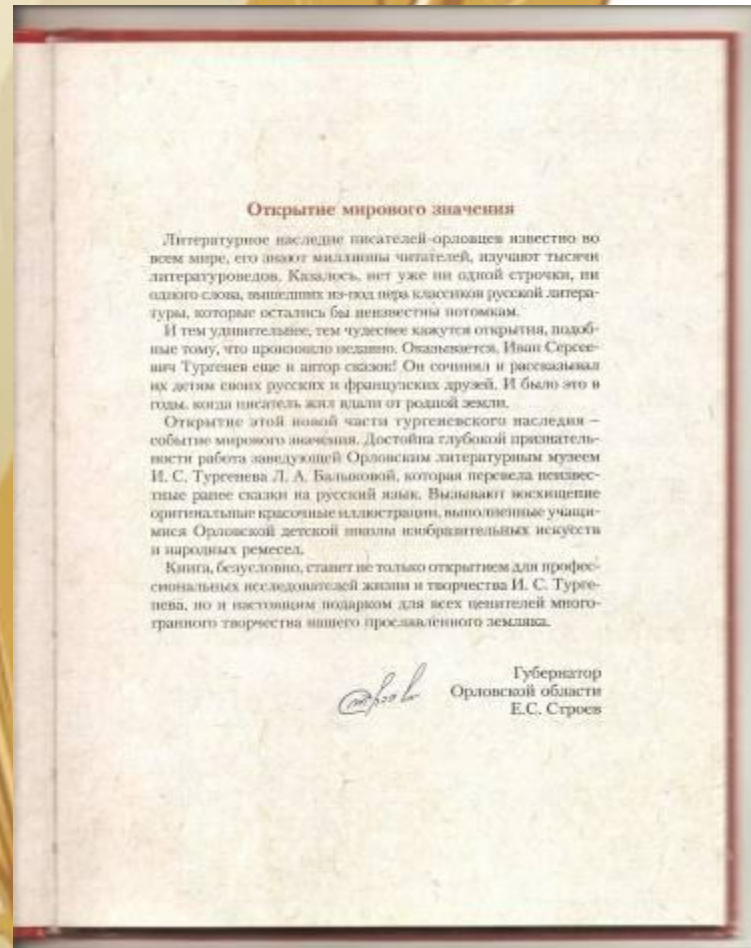 Открытие мирового значения
Литературное наследие писателей-орловцев известно во
всем мире, его знают миллионы читателей, изучают тысячи
литературоведов. Казалось, нет уже ни одной строчки, ни
одного слова, вышедших из-под пера классиков русской литера-
туры, которые остались бы неизвестны потомкам.
И тем удивительнее, тем чудеснее кажутся открытия, подоб-
ные тому, что произошло недавно. Оказывается, Иван Сергее-
вич Тургенев еще и автор сказок! Он сочинял и рассказывал
их детям своих русских и французских друзей. И было это в
годы, когда писатель жил вдали от родной земли.
Открытие этой новой части тургеневского наследия –
событие мирового значения. Достойна глубокой признатель-
ности работа заведующей Орловским литературным музеем
И. С. Тургенева Л. А. Балыковой, которая перевела неизвес-
тные ранее сказки на русский язык. Вызывают восхищение
оригинальные красочные иллюстрации, выполненные учащи-
мися Орловской детской школы изобразительных искусств
и народных ремесел.
Книга, безусловно, станет не только открытием для профес-
сиональных исследователей жизни и творчества И. С. Турге-
нева, но и настоящим подарком для всех ценителей много-
гранного творчества нашего прославленного земляка.
Губернатор
Орловской области
Е.С. Строев